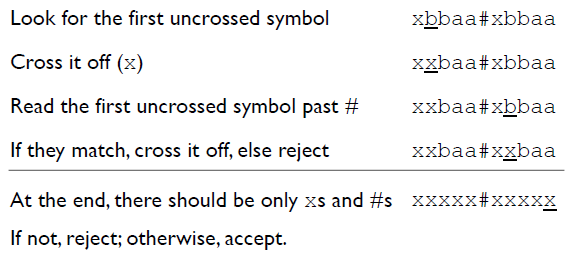 Look for the first uncrossed symbol xbbaa#xbbaa
Cross it off (x) xxbaa#xbbaa
Read the first uncrossed symbol past # xxbaa#xbbaa
If they match, cross it off, else reject xxbaa#xxbaa
At the end, there should be only xs and #s xxxxx#xxxxx
If not, reject; otherwise, accept.